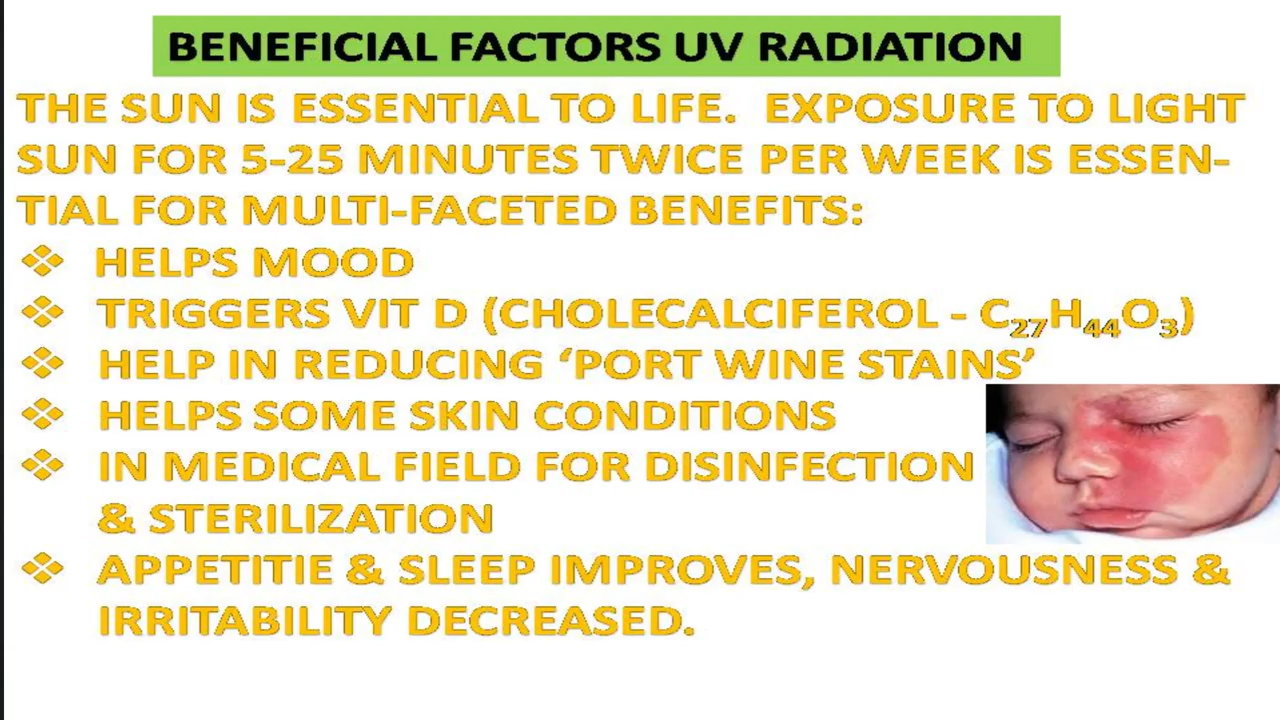 BENEFICIAL FACTORS UV RADIATION
THE SUN IS ESSENTIAL TO LIFE. EXPOSURE TO LIGHT
SUN FOR 5-25 MINUTES TWICE PER WEEK IS ESSEN-
TIAL FOR MULTI-FACETED BENEFITS:
❖ HELPS MOOD
❖ TRIGGERS VIT D (CHOLECALCIFEROL - C₂₇H₄₄O₃)
❖ HELP IN REDUCING ‘PORT WINE STAINS’
❖ HELPS SOME SKIN CONDITIONS
❖ IN MEDICAL FIELD FOR DISINFECTION
& STERILIZATION
❖ APPETITIE & SLEEP IMPROVES, NERVOUSNESS &
IRRITABILITY DECREASED.